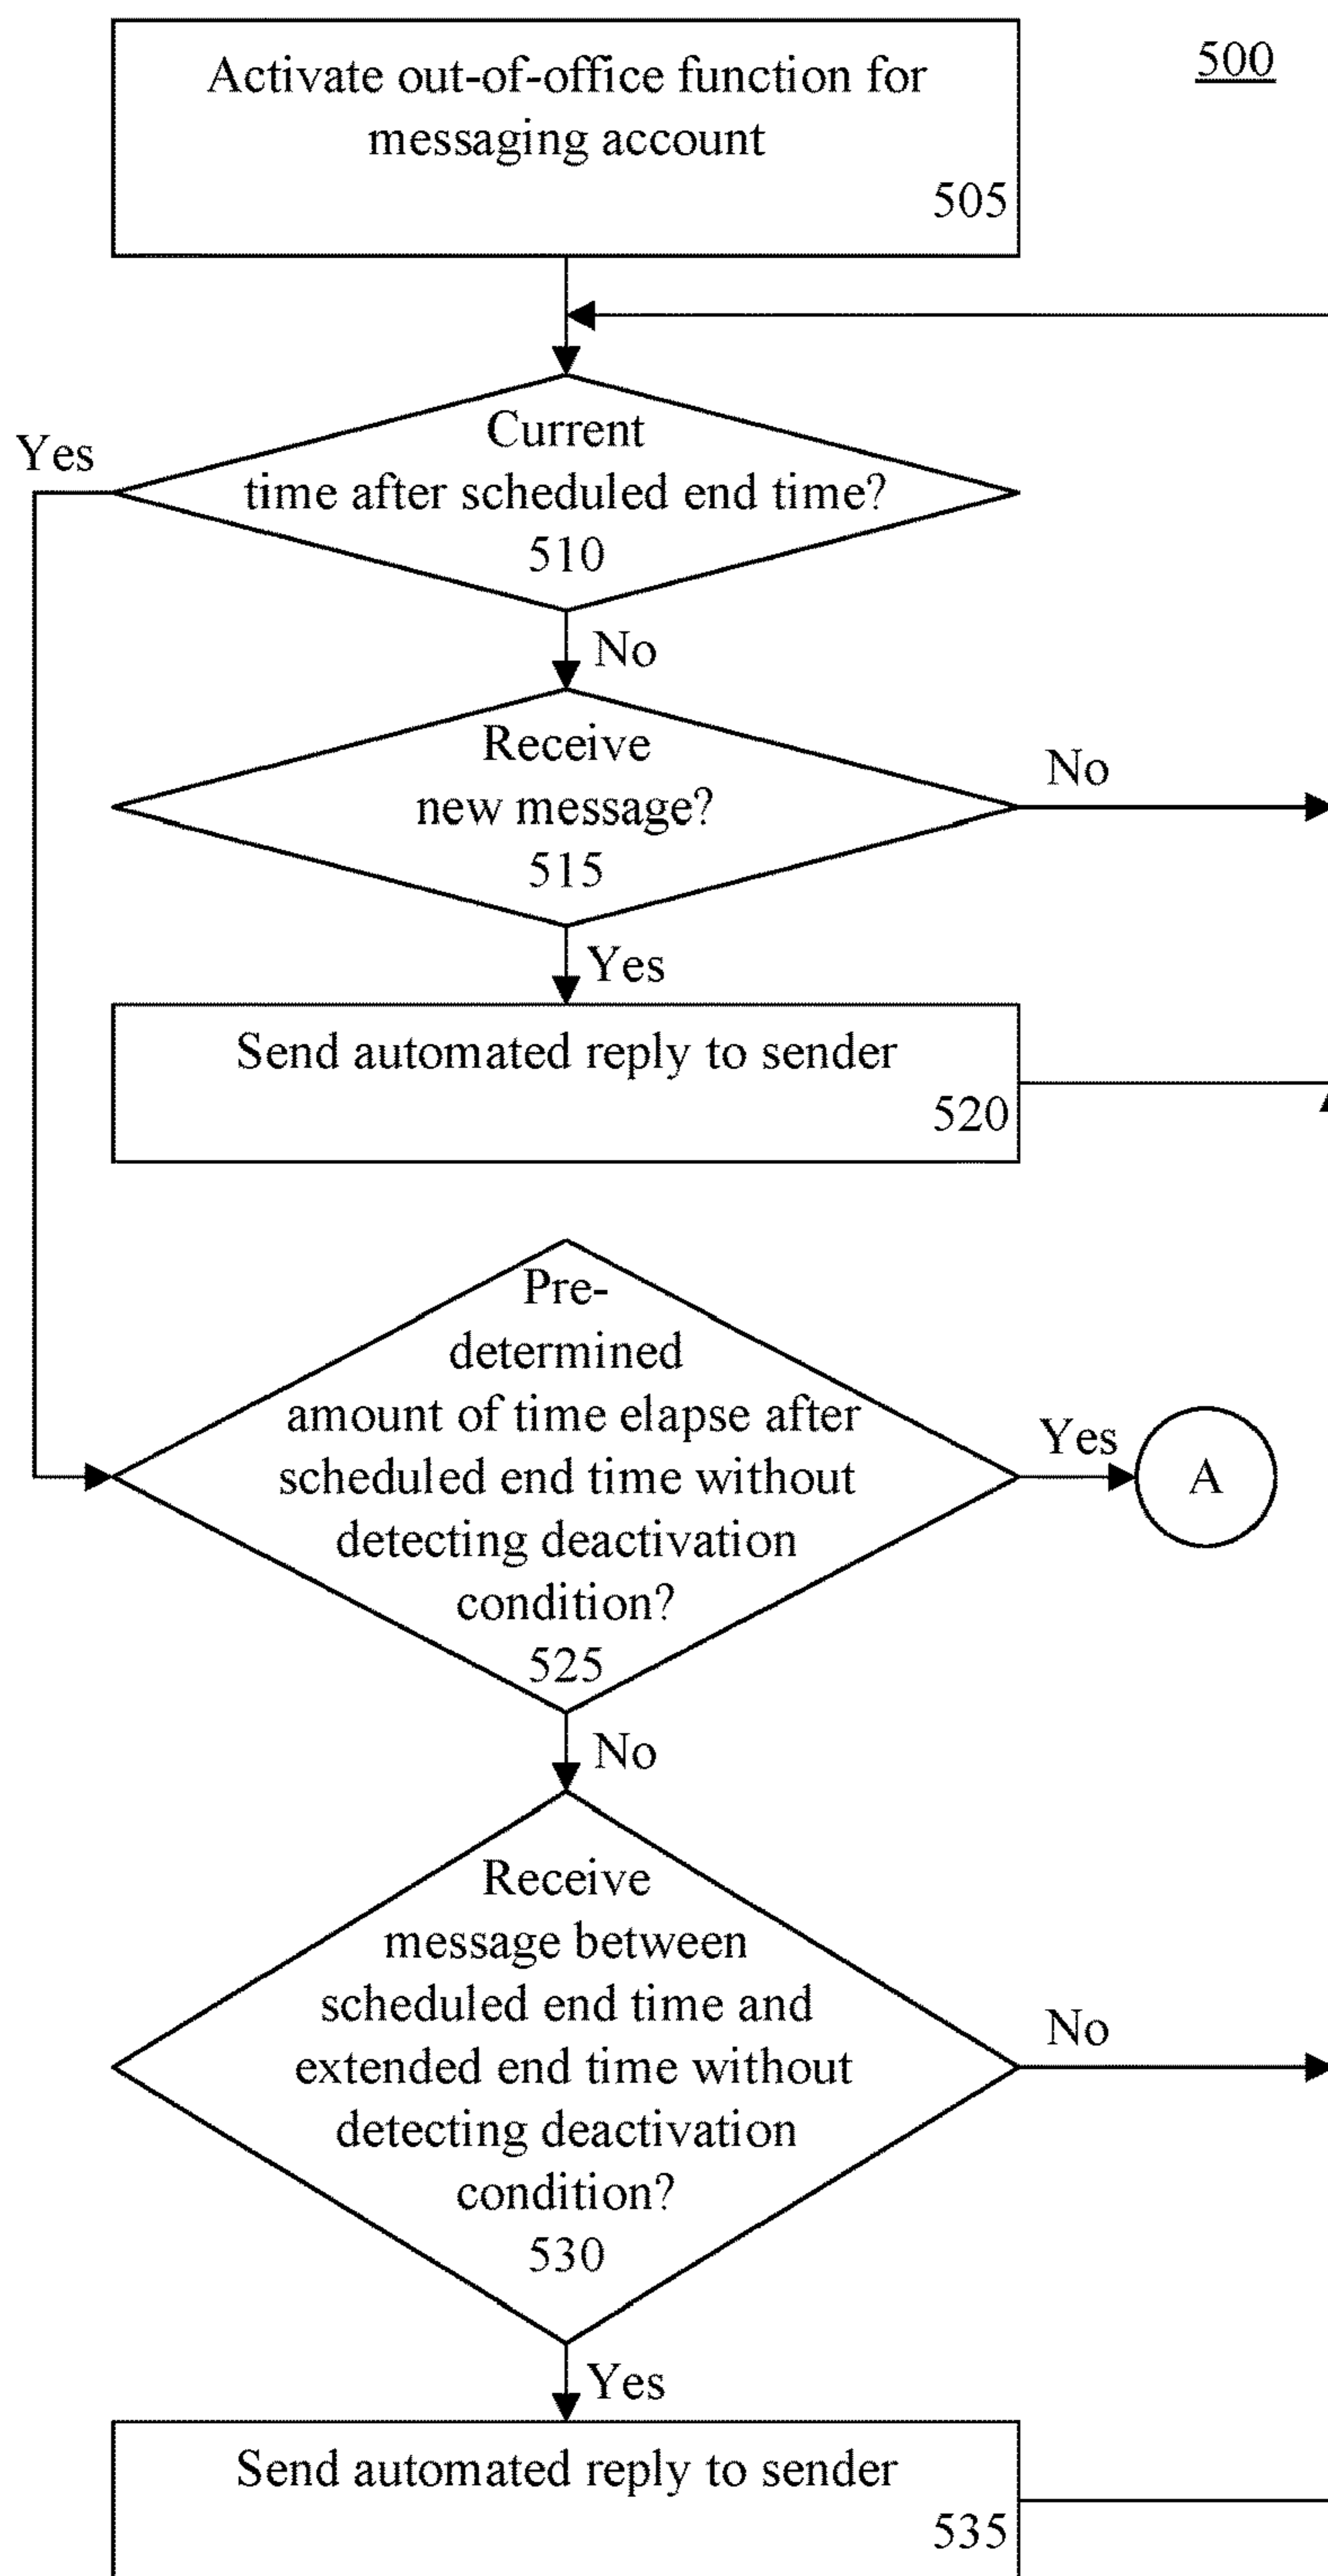 500
Activate out-of-office function for
messaging account
505
Current
time after scheduled end time?
510
Yes
No
Receive
new message?
515
No
Yes
Send automated reply to sender
520
Pre-
determined
amount of time elapse after
scheduled end time without
detecting deactivation
condition?
525
Yes
A
No
Receive
message between
scheduled end time and
extended end time without
detecting deactivation
condition?
530
No
Yes
Send automated reply to sender
535